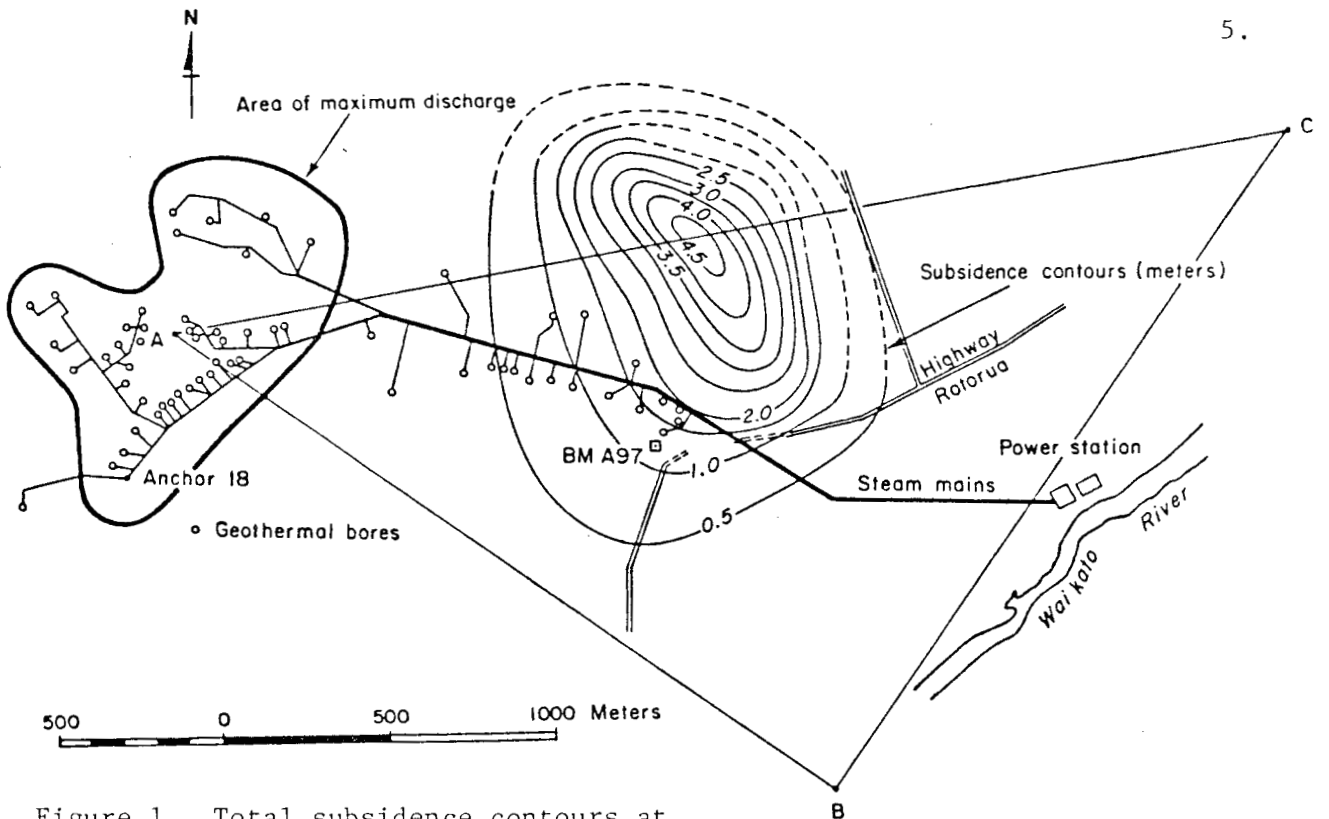 5.
N
Area of maximum discharge
C
2.5
3.0
4.0
4.5
3.5
Subsidence contours (meters)
A
Highway
Rotorua
2.0
BM A97
1.0
Power station
Anchor 18
Steam mains
0.5
Geothermal bores
River
Waikato
500 0 500 1000 Meters
B
Figure 1. Total subsidence contours at